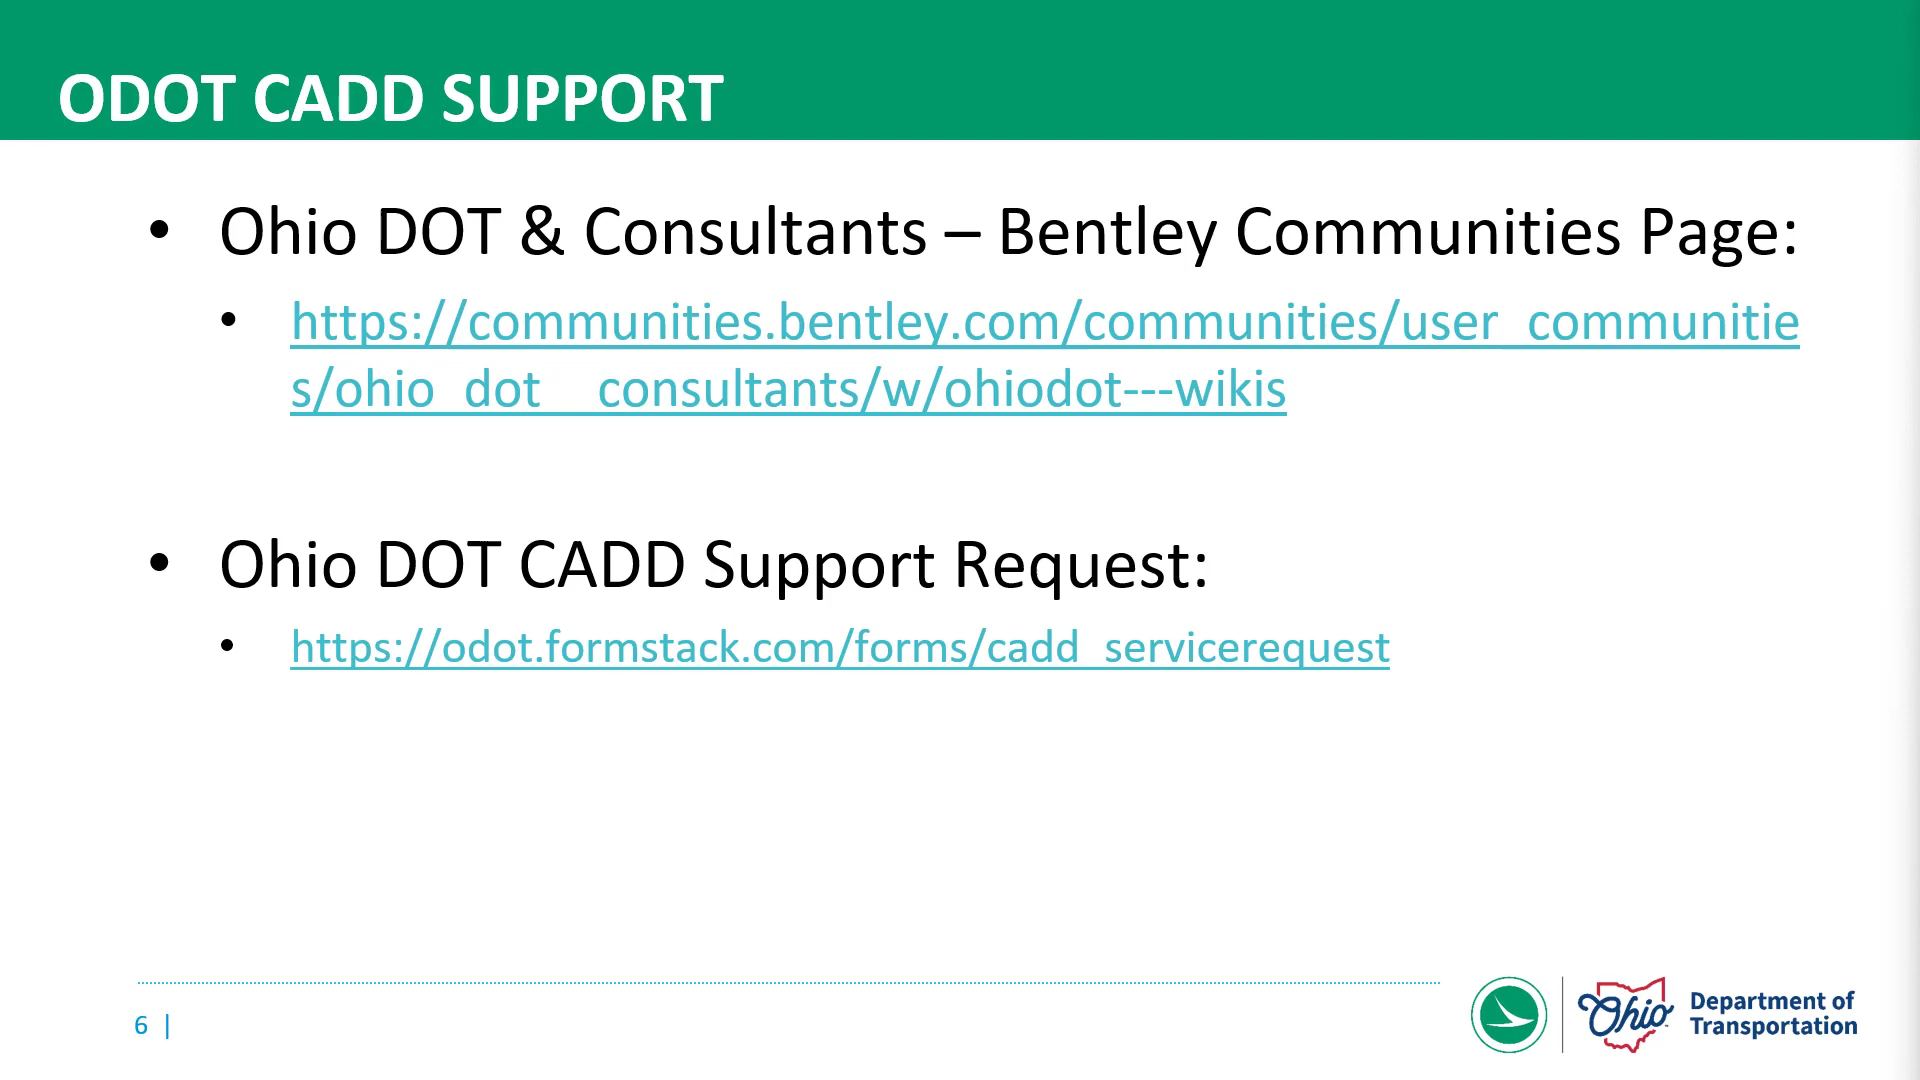 ODOT CADD SUPPORT
• Ohio DOT & Consultants – Bentley Communities Page:
• https://communities.bentley.com/communities/user_communitie
s/ohio_dot__consultants/w/ohiodot---wikis
• Ohio DOT CADD Support Request:
• https://odot.formstack.com/forms/cadd_servicerequest
6 |
Ohio
Department of
Transportation